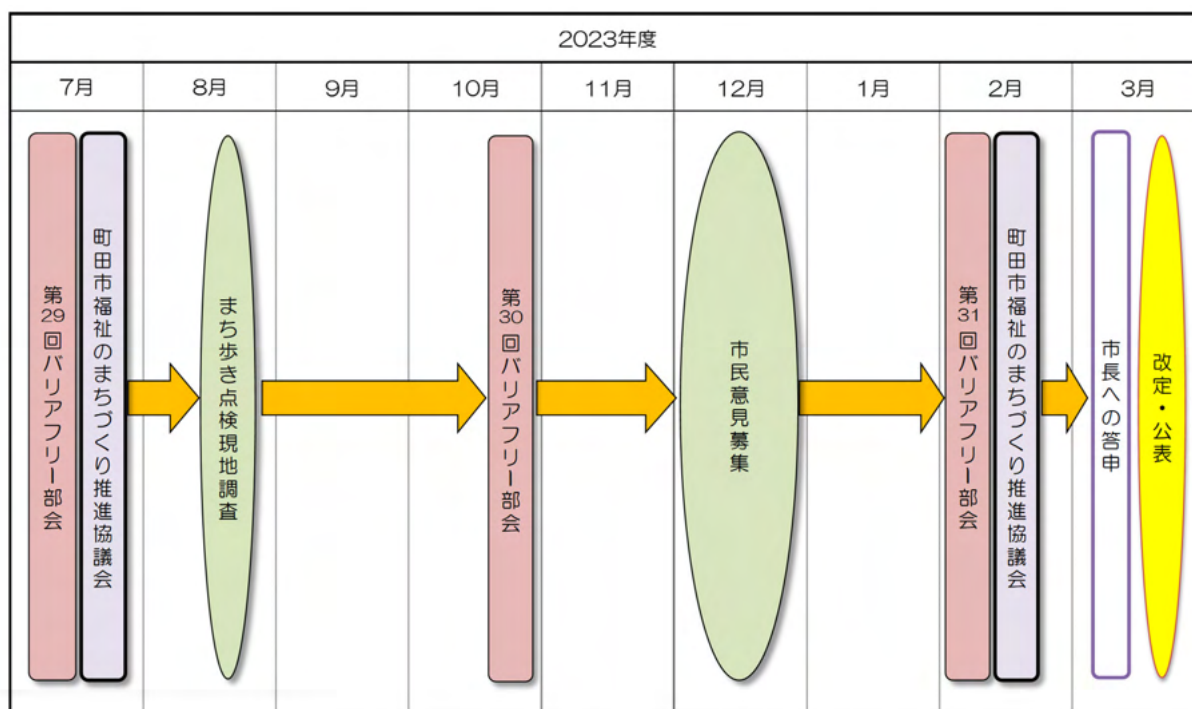 2023年度
7月
8月
9月
10月
11月
12月
1月
2月
3月
第29回バリアフリー部会
町田市福祉のまちづくり推進協議会
まち歩き点検現地調査
第30回バリアフリー部会
市民意見募集
第31回バリアフリー部会
町田市福祉のまちづくり推進協議会
市長への答申
改定・公表